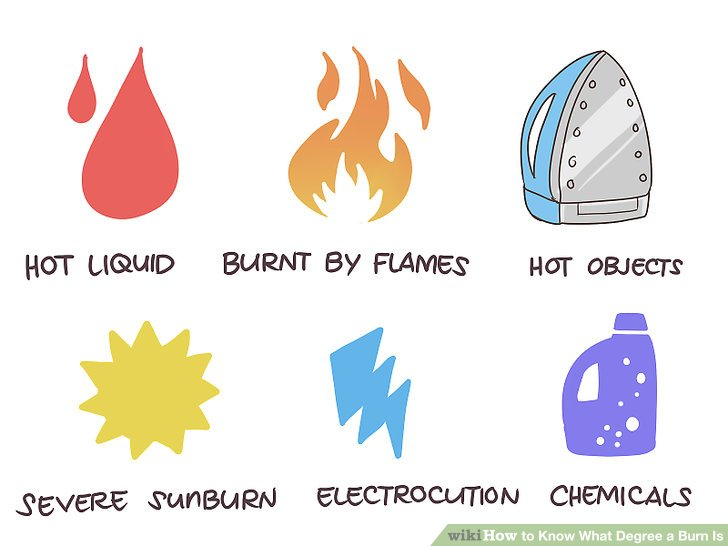 HOT LIQUID
BURNT BY FLAMES
HOT OBJECTS
SEVERE SUNBURN
ELECTROCUTION
CHEMICALS
wikiHow to Know What Degree a Burn Is